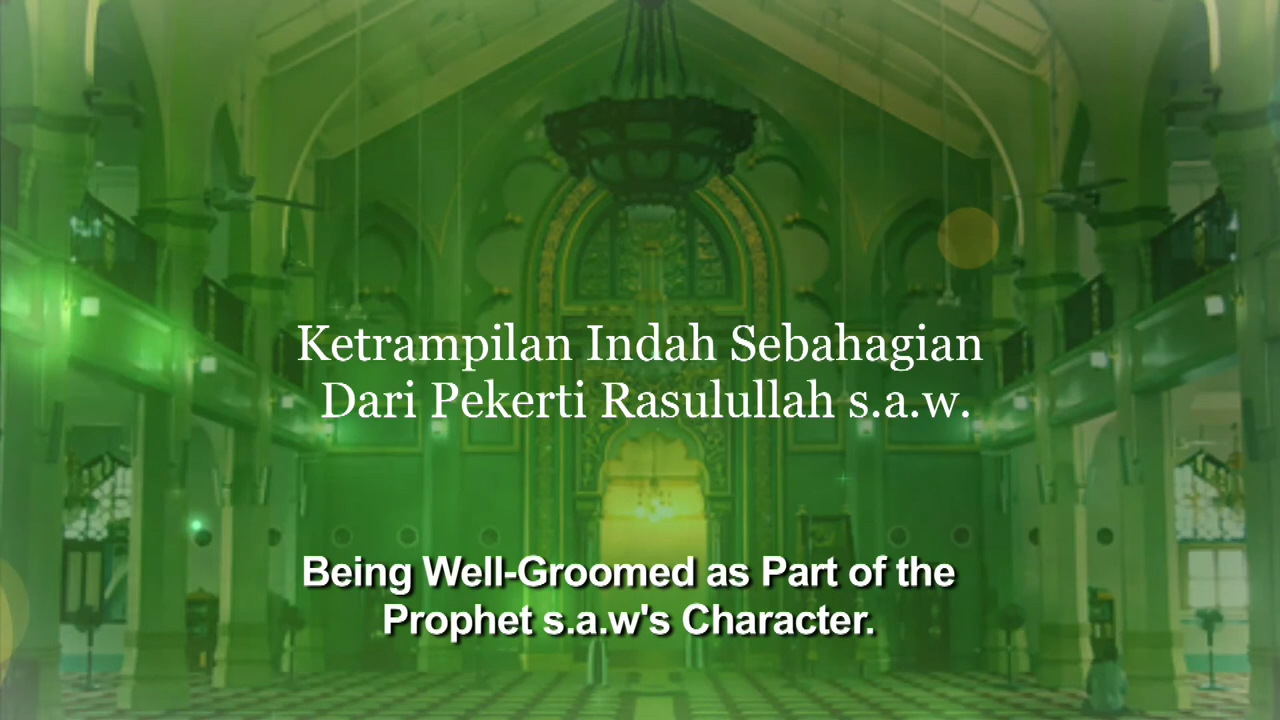 Ketrampilan Indah Sebahagian
Dari Pekerti Rasulullah s.a.w.
Being Well-Groomed as Part of the
Prophet s.a.w's Character.